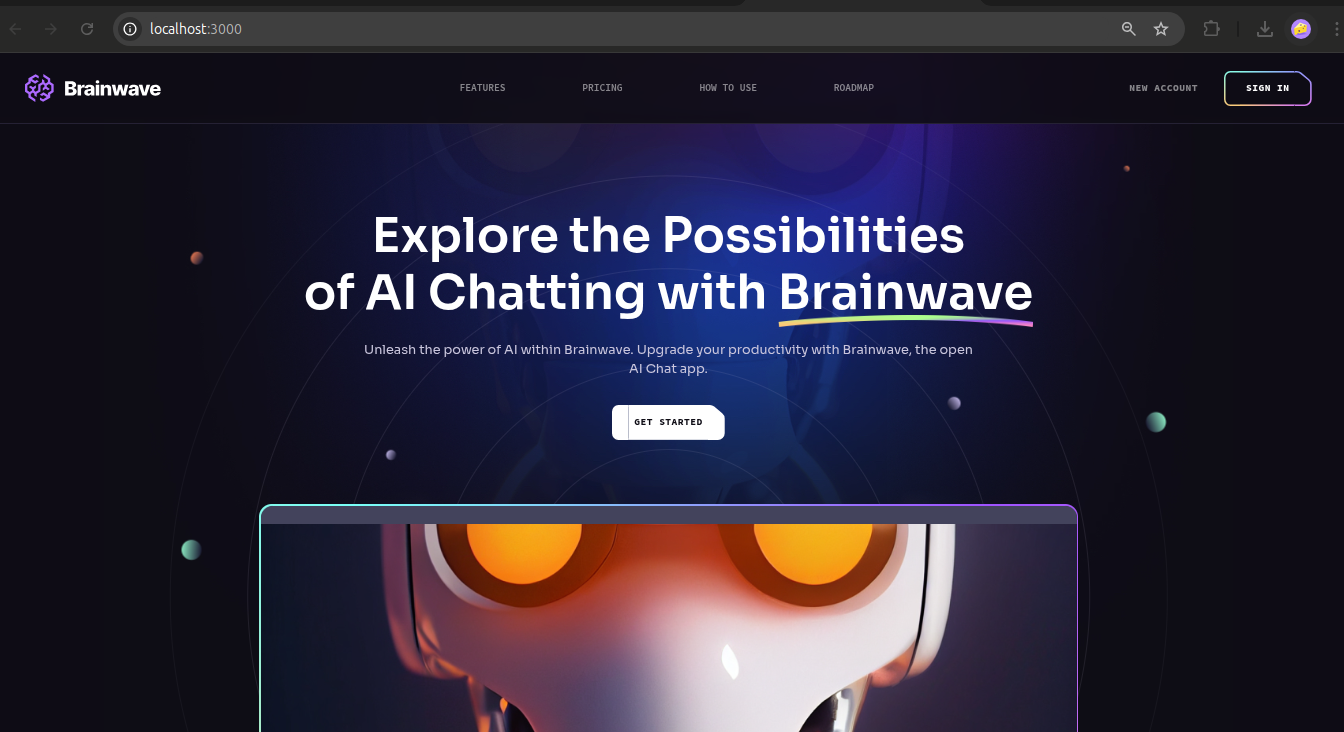 localhost:3000
Brainwave
FEATURES
PRICING
HOW TO USE
ROADMAP
NEW ACCOUNT
SIGN IN
Explore the Possibilities
of AI Chatting with Brainwave
Unleash the power of AI within Brainwave. Upgrade your productivity with Brainwave, the open
AI Chat app.
GET STARTED